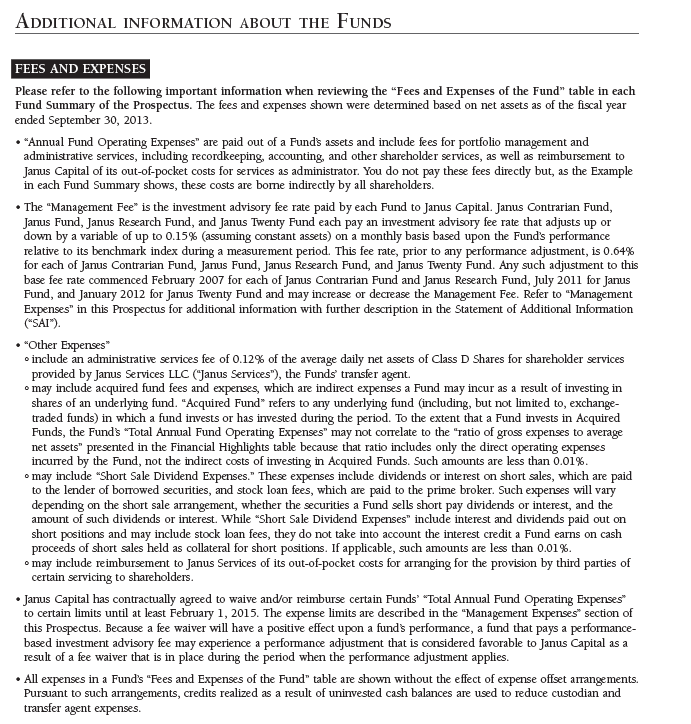 ADDITIONAL INFORMATION ABOUT THE FUNDS
FEES AND EXPENSES
Please refer to the following important information when reviewing the “Fees and Expenses of the Fund” table in each
Fund Summary of the Prospectus. The fees and expenses shown were determined based on net assets as of the fiscal year
ended September 30, 2013.
• “Annual Fund Operating Expenses” are paid out of a Fund’s assets and include fees for portfolio management and
administrative services, including recordkeeping, accounting, and other shareholder services, as well as reimbursement to
Janus Capital of its out-of-pocket costs for services as administrator. You do not pay these fees directly but, as the Example
in each Fund Summary shows, these costs are borne indirectly by all shareholders.
• The “Management Fee” is the investment advisory fee rate paid by each Fund to Janus Capital. Janus Contrarian Fund,
Janus Fund, Janus Research Fund, and Janus Twenty Fund each pay an investment advisory fee rate that adjusts up or
down by a variable of up to 0.15% (assuming constant assets) on a monthly basis based upon the Fund’s performance
relative to its benchmark index during a measurement period. This fee rate, prior to any performance adjustment, is 0.64%
for each of Janus Contrarian Fund, Janus Fund, Janus Research Fund, and Janus Twenty Fund. Any such adjustment to this
base fee rate commenced February 2007 for each of Janus Contrarian Fund and Janus Research Fund, July 2011 for Janus
Fund, and January 2012 for Janus Twenty Fund and may increase or decrease the Management Fee. Refer to “Management
Expenses” in this Prospectus for additional information with further description in the Statement of Additional Information
(“SAI”).
• “Other Expenses”
° include an administrative services fee of 0.12% of the average daily net assets of Class D Shares for shareholder services
provided by Janus Services LLC (“Janus Services”), the Funds’ transfer agent.
° may include acquired fund fees and expenses, which are indirect expenses a Fund may incur as a result of investing in
shares of an underlying fund. “Acquired Fund” refers to any underlying fund (including, but not limited to, exchange-
traded funds) in which a fund invests or has invested during the period. To the extent that a Fund invests in Acquired
Funds, the Fund’s “Total Annual Fund Operating Expenses” may not correlate to the “ratio of gross expenses to average
net assets” presented in the Financial Highlights table because that ratio includes only the direct operating expenses
incurred by the Fund, not the indirect costs of investing in Acquired Funds. Such amounts are less than 0.01%.
° may include “Short Sale Dividend Expenses.” These expenses include dividends or interest on short sales, which are paid
to the lender of borrowed securities, and stock loan fees, which are paid to the prime broker. Such expenses will vary
depending on the short sale arrangement, whether the securities a Fund sells short pay dividends or interest, and the
amount of such dividends or interest. While “Short Sale Dividend Expenses” include interest and dividends paid out on
short positions and may include stock loan fees, they do not take into account the interest credit a Fund earns on cash
proceeds of short sales held as collateral for short positions. If applicable, such amounts are less than 0.01%.
° may include reimbursement to Janus Services of its out-of-pocket costs for arranging for the provision by third parties of
certain servicing to shareholders.
• Janus Capital has contractually agreed to waive and/or reimburse certain Funds’ “Total Annual Fund Operating Expenses”
to certain limits until at least February 1, 2015. The expense limits are described in the “Management Expenses” section of
this Prospectus. Because a fee waiver will have a positive effect upon a fund’s performance, a fund that pays a performance-
based investment advisory fee may experience a performance adjustment that is considered favorable to Janus Capital as a
result of a fee waiver that is in place during the period when the performance adjustment applies.
• All expenses in a Fund’s “Fees and Expenses of the Fund” table are shown without the effect of expense offset arrangements.
Pursuant to such arrangements, credits realized as a result of uninvested cash balances are used to reduce custodian and
transfer agent expenses.